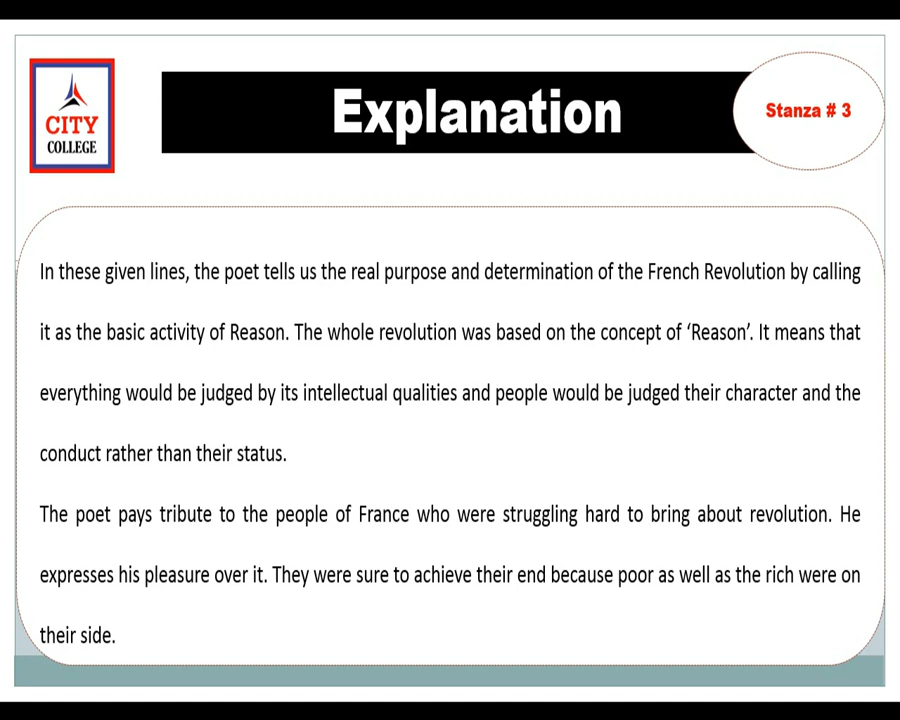 CITY
COLLEGE
Explanation
Stanza # 3
In these given lines, the poet tells us the real purpose and determination of the French Revolution by calling
it as the basic activity of Reason. The whole revolution was based on the concept of ‘Reason’. It means that
everything would be judged by its intellectual qualities and people would be judged their character and the
conduct rather than their status.
The poet pays tribute to the people of France who were struggling hard to bring about revolution. He
expresses his pleasure over it. They were sure to achieve their end because poor as well as the rich were on
their side.